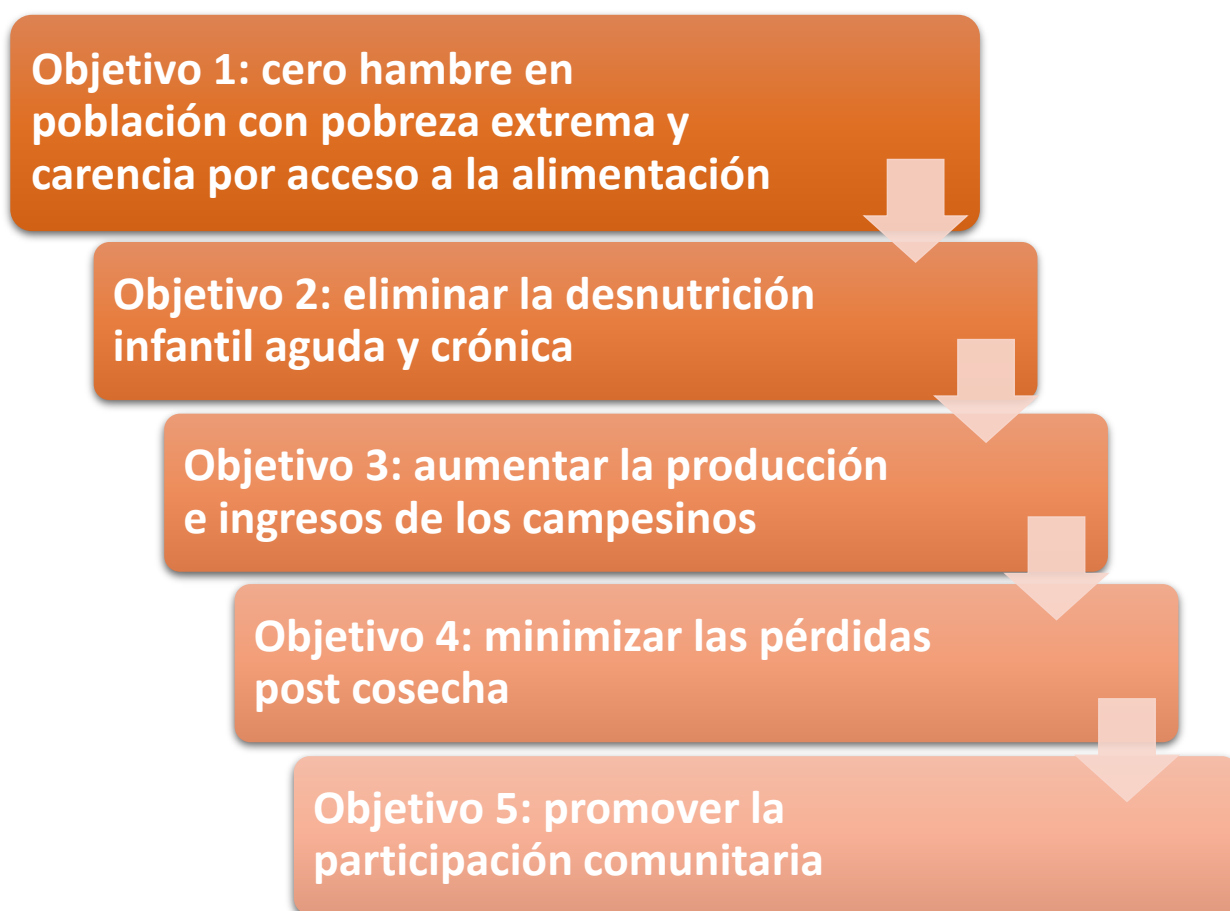 Objetivo 1: cero hambre en
población con pobreza extrema y
carencia por acceso a la alimentación
Objetivo 2: eliminar la desnutrición
infantil aguda y crónica
Objetivo 3: aumentar la producción
e ingresos de los campesinos
Objetivo 4: minimizar las pérdidas
post cosecha
Objetivo 5: promover la
participación comunitaria